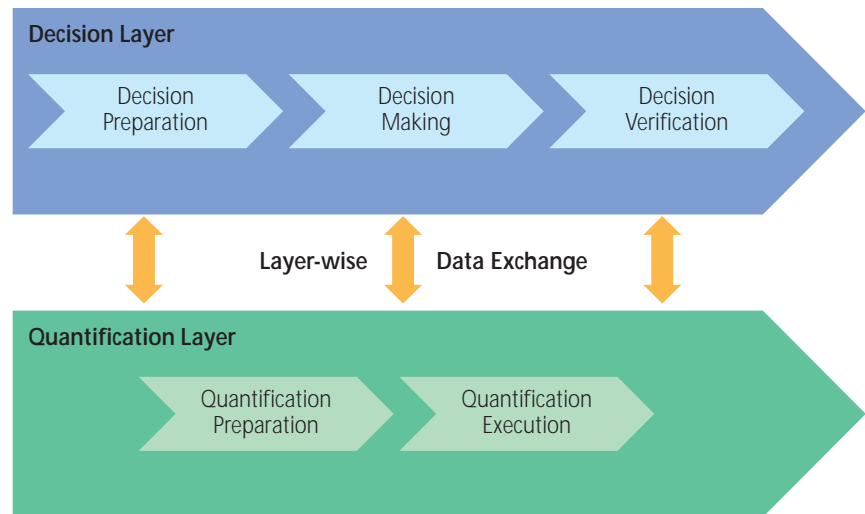 Decision Layer
Decision
Preparation
Decision
Making
Decision
Verification
Layer-wise Data Exchange
Quantification Layer
Quantification
Preparation
Quantification
Execution